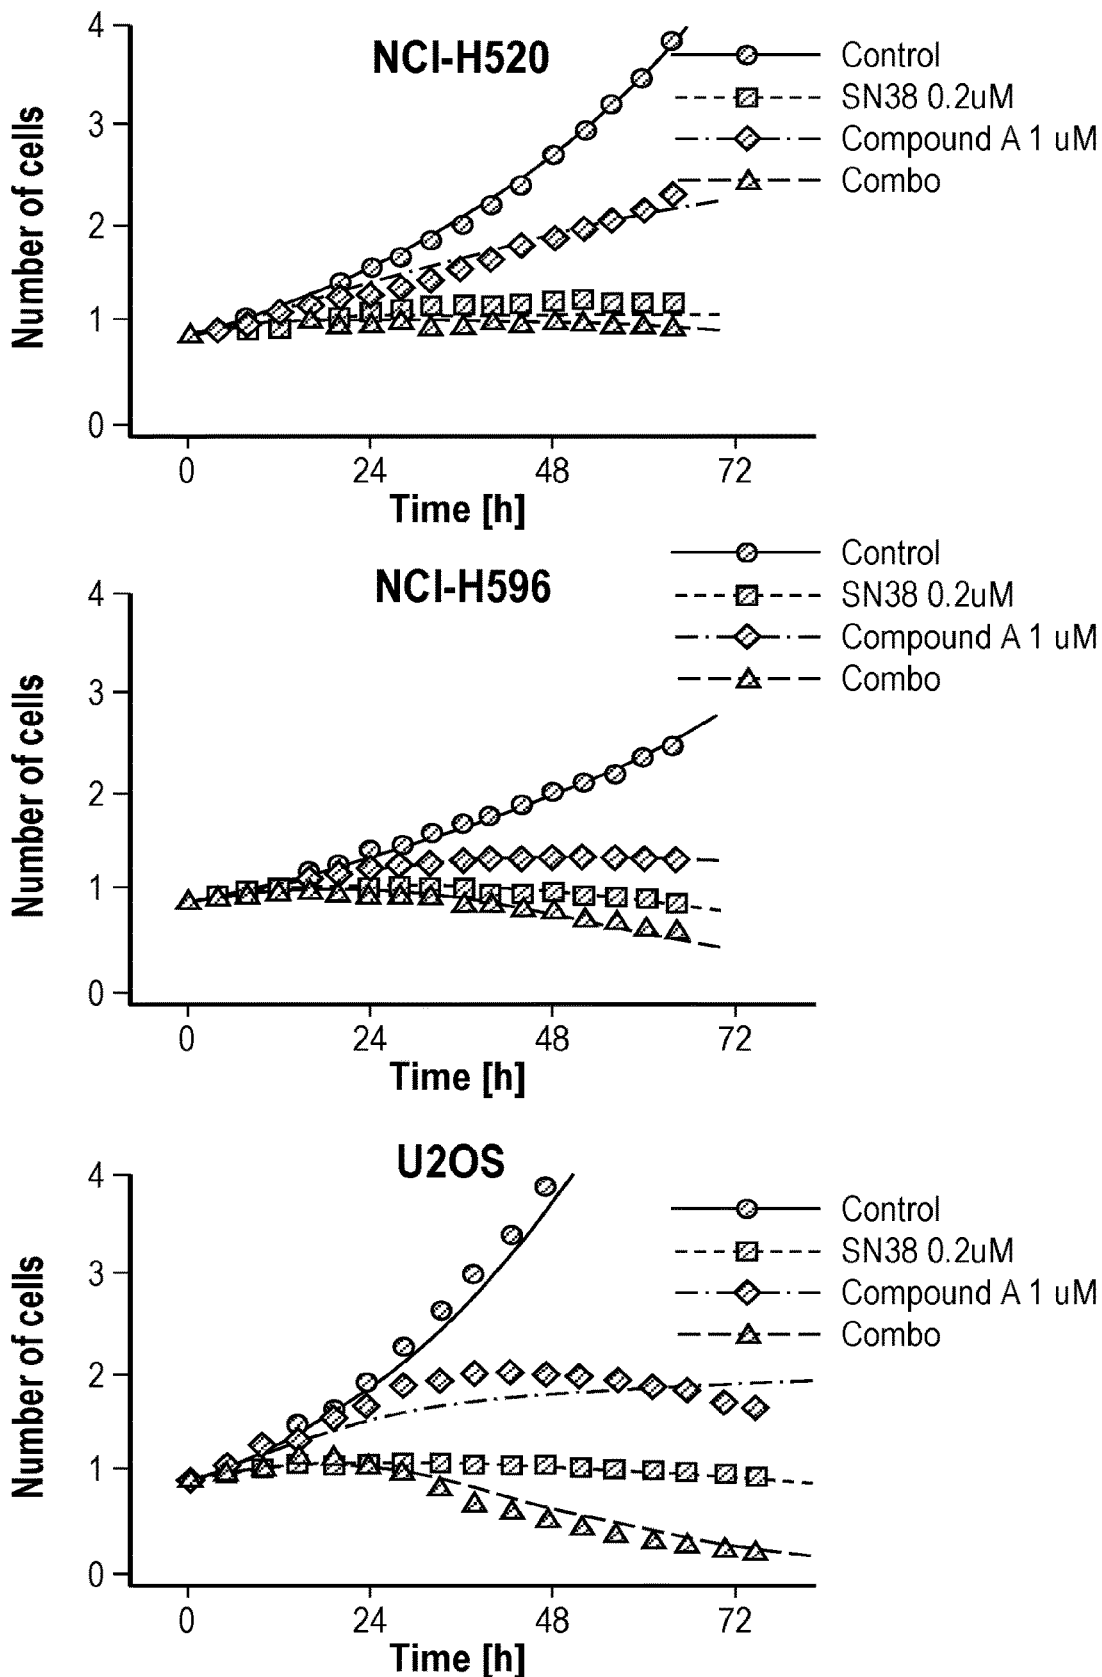 NCI-H520
Control
SN38 0.2uM
Compound A 1 uM
Combo
Number of cells
4
3
2
1
0
0 24 48 72
Time [h]
NCI-H596
Control
SN38 0.2uM
Compound A 1 uM
Combo
Number of cells
4
3
2
1
0
0 24 48 72
Time [h]
U2OS
Control
SN38 0.2uM
Compound A 1 uM
Combo
Number of cells
4
3
2
1
0
0 24 48 72
Time [h]